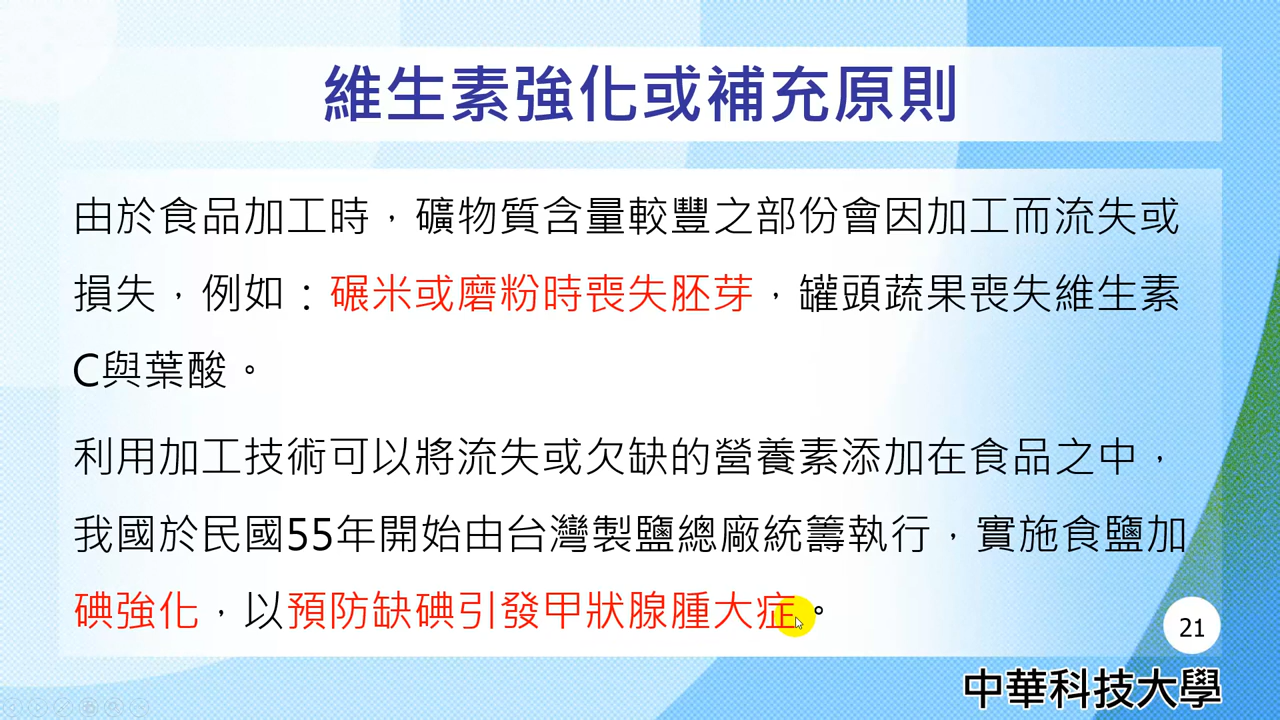 維生素強化或補充原則
由於食品加工時，礦物質含量較豐之部份會因加工而流失或
損失，例如：碾米或磨粉時喪失胚芽，罐頭蔬果喪失維生素
C與葉酸。
利用加工技術可以將流失或欠缺的營養素添加在食品之中，
我國於民國55年開始由台灣製鹽總廠統籌執行，實施食鹽加
碘強化，以預防缺碘引發甲狀腺腫大症。
21
中華科技大學